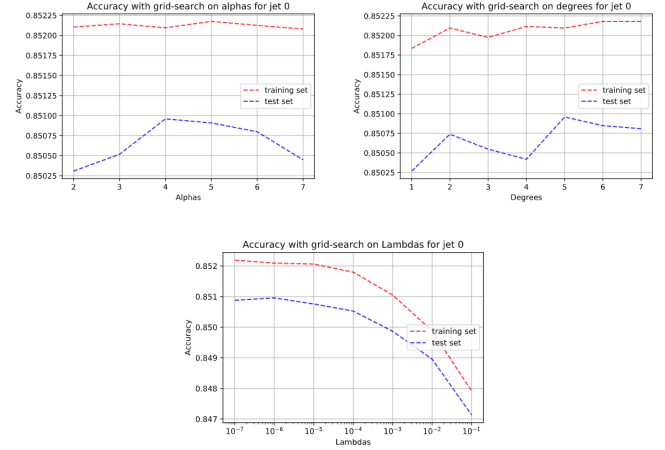 Accuracy with grid-search on alphas for jet 0
0.85225
0.85200
0.85175
0.85150
0.85125
0.85100
0.85075
0.85050
0.85025
Accuracy
training set
test set
2 3 4 5 6 7
Alphas
Accuracy with grid-search on degrees for jet 0
0.85225
0.85200
0.85175
0.85150
0.85125
0.85100
0.85075
0.85050
0.85025
Accuracy
training set
test set
1 2 3 4 5 6 7
Degrees
Accuracy with grid-search on Lambdas for jet 0
0.852
0.851
0.850
0.849
0.848
0.847
Accuracy
training set
test set
10⁻⁷ 10⁻⁶ 10⁻⁵ 10⁻⁴ 10⁻³ 10⁻² 10⁻¹
Lambdas